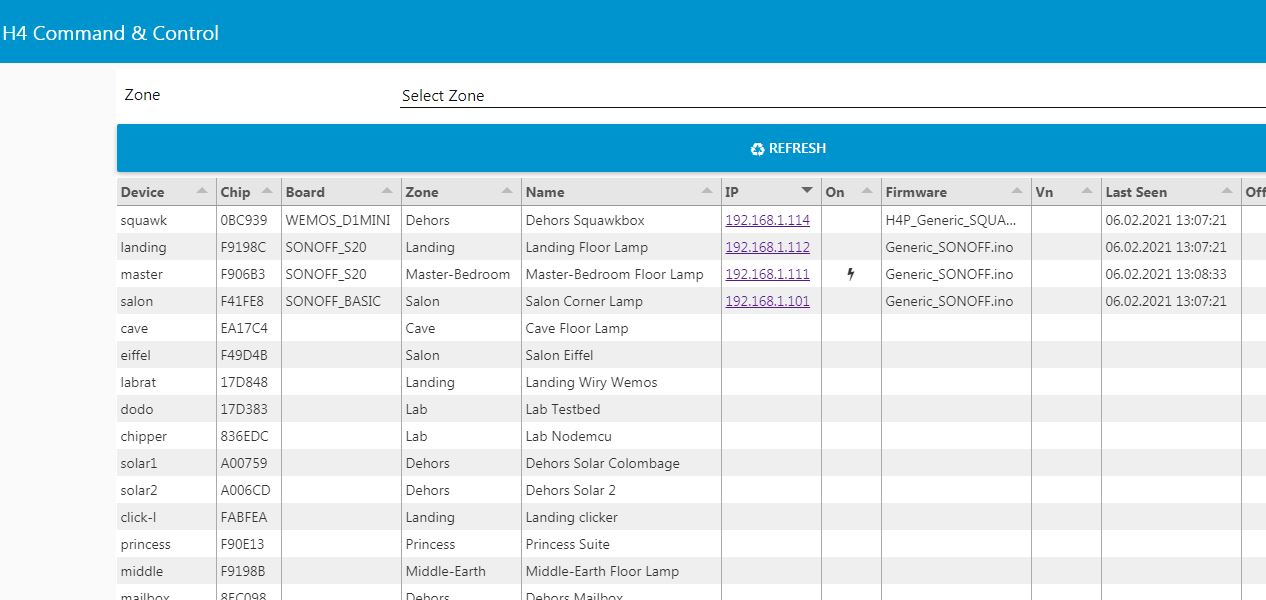 H4 Command & Control
Zone Select Zone
REFRESH
Device Chip Board Zone Name IP On Firmware Vn Last Seen Off
squawk 0BC939 WEMOS_D1MINI Dehors Dehors Squawkbox 192.168.1.114 H4P_Generic_SQUA... 06.02.2021 13:07:21
landing F9198C SONOFF_S20 Landing Landing Floor Lamp 192.168.1.112 Generic_SONOFF.ino 06.02.2021 13:07:21
master F906B3 SONOFF_S20 Master-Bedroom Master-Bedroom Floor Lamp 192.168.1.111 Generic_SONOFF.ino 06.02.2021 13:08:33
salon F41FE8 SONOFF_BASIC Salon Salon Corner Lamp 192.168.1.101 Generic_SONOFF.ino 06.02.2021 13:07:21
cave EA17C4 Cave Cave Floor Lamp
eiffel F49D4B Salon Salon Eiffel
labrat 17D848 Landing Landing Wiry Wemos
dodo 17D383 Lab Lab Testbed
chipper 836EDC Lab Lab Nodemcu
solar1 A00759 Dehors Dehors Solar Colombage
solar2 A006CD Dehors Dehors Solar 2
click-l FABFEA Landing Landing clicker
princess F90E13 Princess Princess Suite
middle F9198B Middle-Earth Middle-Earth Floor Lamp
mailbox Dehors Dehors Mailbox